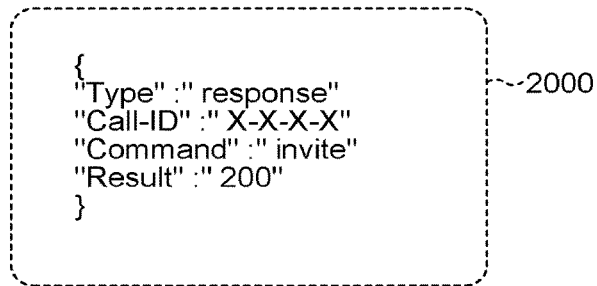 {
"Type" :" response"
"Call-ID" :" X-X-X-X"
"Command" :" invite"
"Result" :" 200"
}
2000